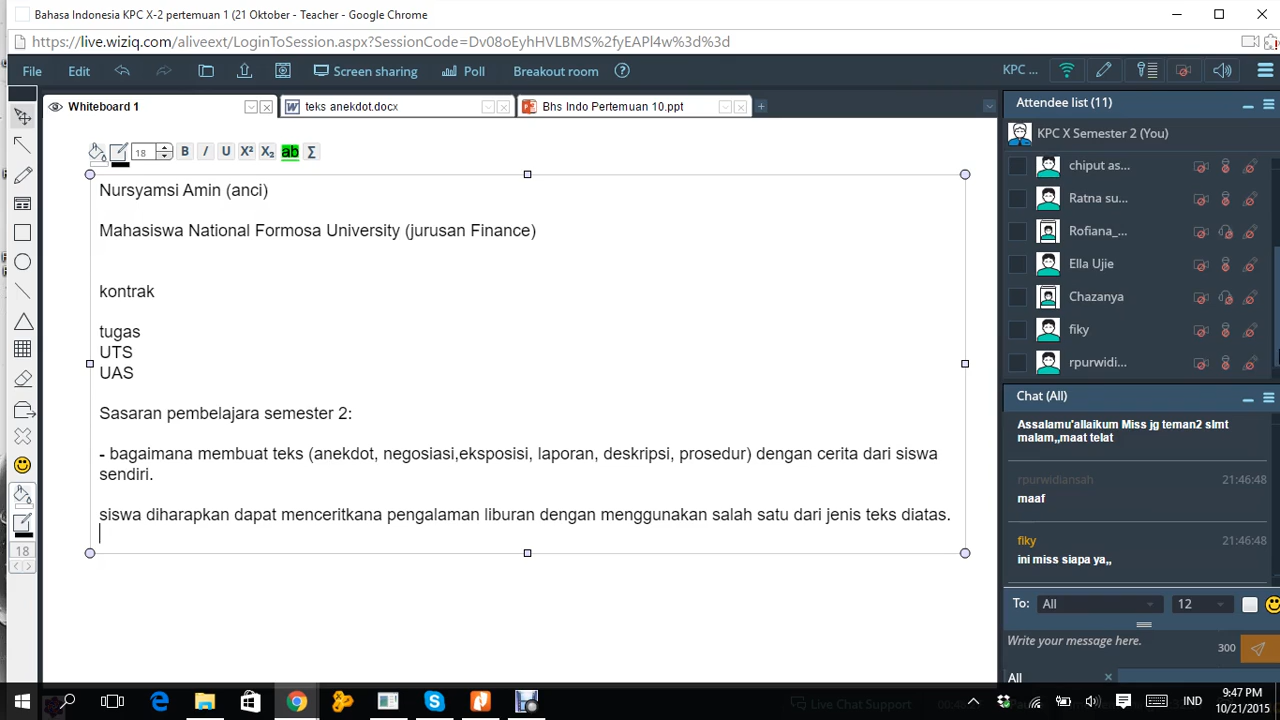 Bahasa Indonesia KPC X-2 pertemuan 1 (21 Oktober - Teacher - Google Chrome
https://live.wiziq.com/aliveext/LoginToSession.aspx?SessionCode=Dv08oEyhHVLBMS%2fyEAPl4w%3d%3d
File Edit Screen sharing Poll Breakout room ? KPC ...
Whiteboard 1 teks anekdot.docx Bhs Indo Pertemuan 10.ppt
18 B I U X² X₂ ab Σ
Nursyamsi Amin (anci)
Mahasiswa National Formosa University (jurusan Finance)
kontrak
tugas
UTS
UAS
Sasaran pembelajara semester 2:
- bagaimana membuat teks (anekdot, negosiasi,eksposisi, laporan, deskripsi, prosedur) dengan cerita dari siswa
sendiri.
siswa diharapkan dapat menceritkana pengalaman liburan dengan menggunakan salah satu dari jenis teks diatas.
18
Attendee list (11)
KPC X Semester 2 (You)
chiput as...
Ratna su...
Rofiana_...
Ella Ujie
Chazanya
fiky
rpurwidi...
Chat (All)
Assalamu'allaikum Miss jg teman2 slmt
malam,,maat telat
rpurwidiansah 21:46:48
maaf
fiky 21:46:48
ini miss siapa ya,,
To: All 12
Write your message here. 300
All
Live Chat Support
IND
9:47 PM
10/21/2015